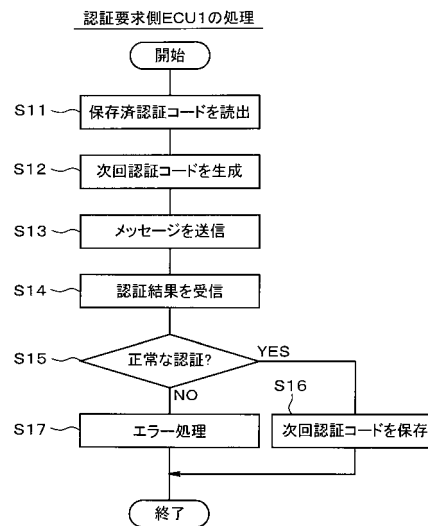 認証要求側ECU1の処理
開始
S11
保存済認証コードを読出
S12
次回認証コードを生成
S13
メッセージを送信
S14
認証結果を受信
S15
正常な認証?
YES
NO
S16
次回認証コードを保存
S17
エラー処理
終了